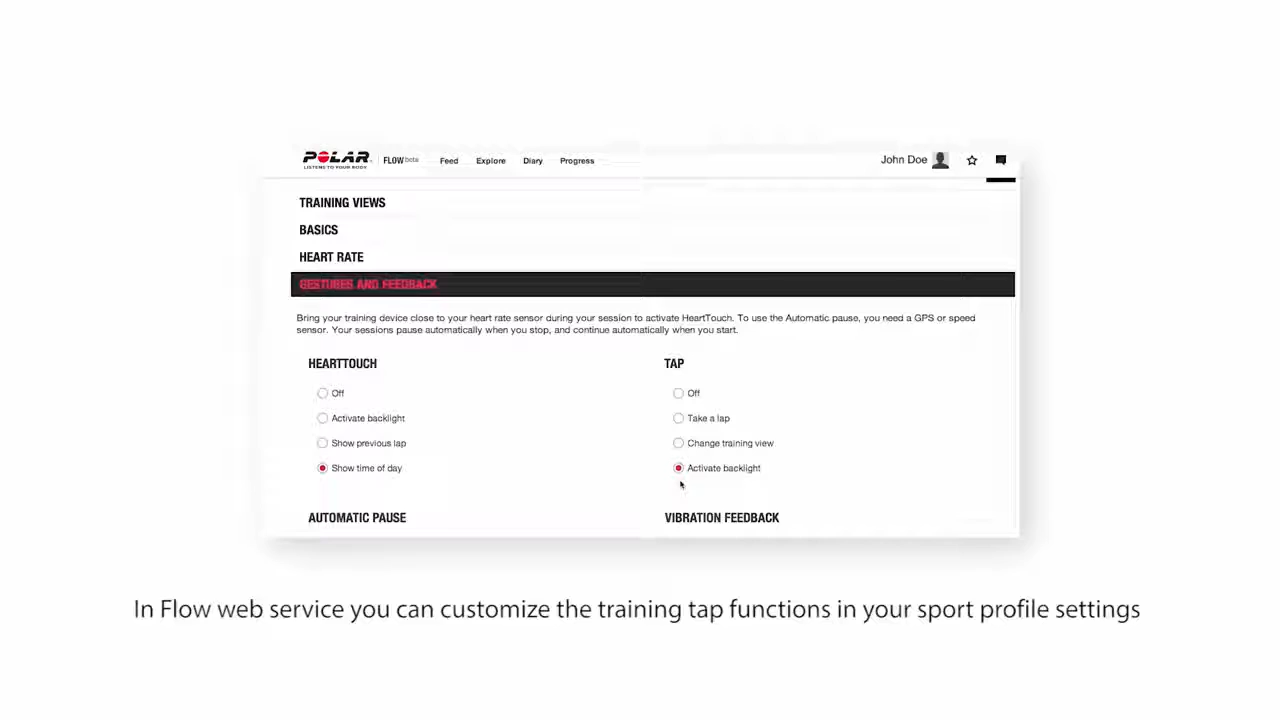 POLAR
LISTENS TO YOUR BODY
FLOW beta
Feed
Explore
Diary
Progress
John Doe
TRAINING VIEWS
BASICS
HEART RATE
GESTURES AND FEEDBACK
Bring your training device close to your heart rate sensor during your session to activate HeartTouch. To use the Automatic pause, you need a GPS or speed
sensor. Your sessions pause automatically when you stop, and continue automatically when you start.
HEARTTOUCH
Off
Activate backlight
Show previous lap
Show time of day
TAP
Off
Take a lap
Change training view
Activate backlight
AUTOMATIC PAUSE
VIBRATION FEEDBACK
In Flow web service you can customize the training tap functions in your sport profile settings